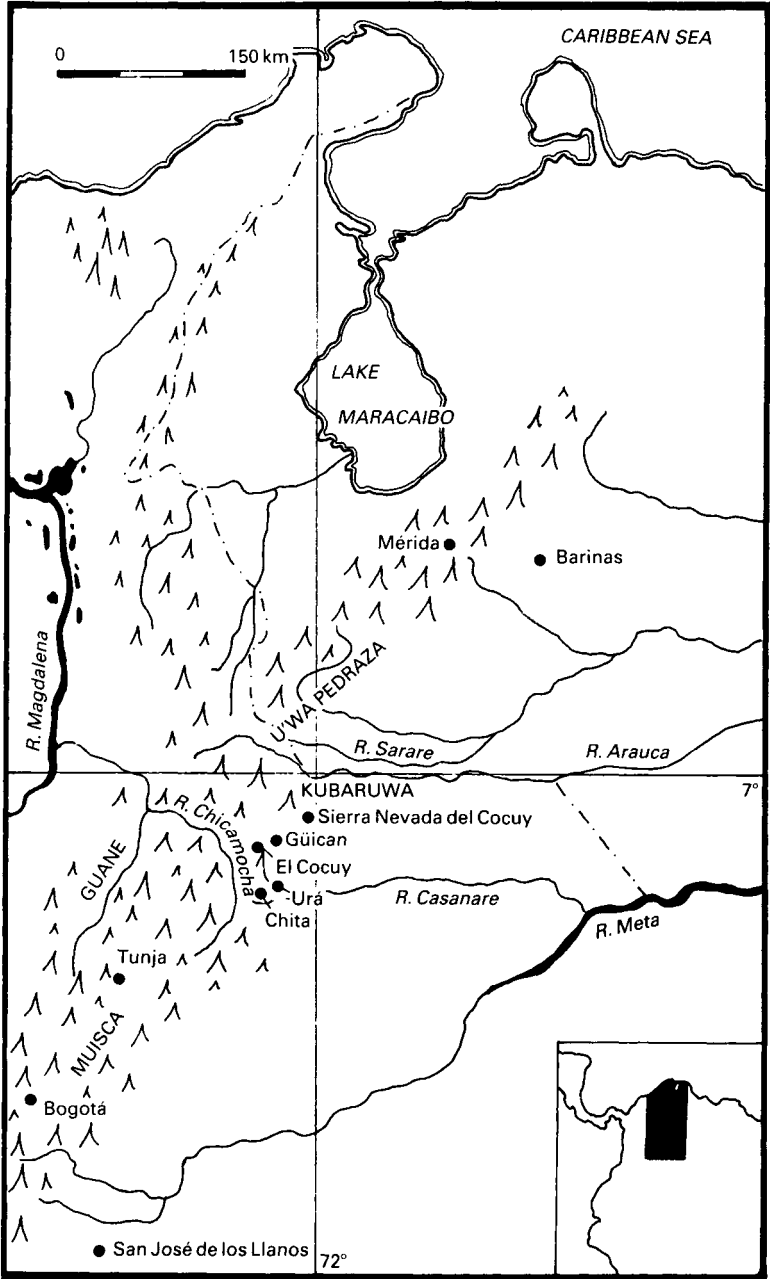 CARIBBEAN SEA
0 150 km
LAKE
MARACAIBO
Mérida
Barinas
R. Magdalena
U'WA PEDRAZA
R. Sarare
R. Arauca
KUBARUWA
7°
R. Chicamocha
Sierra Nevada del Cocuy
GUANE
Güican
El Cocuy
Urá
R. Casanare
Chita
R. Meta
Tunja
MUISCA
Bogotá
San José de los Llanos
72°